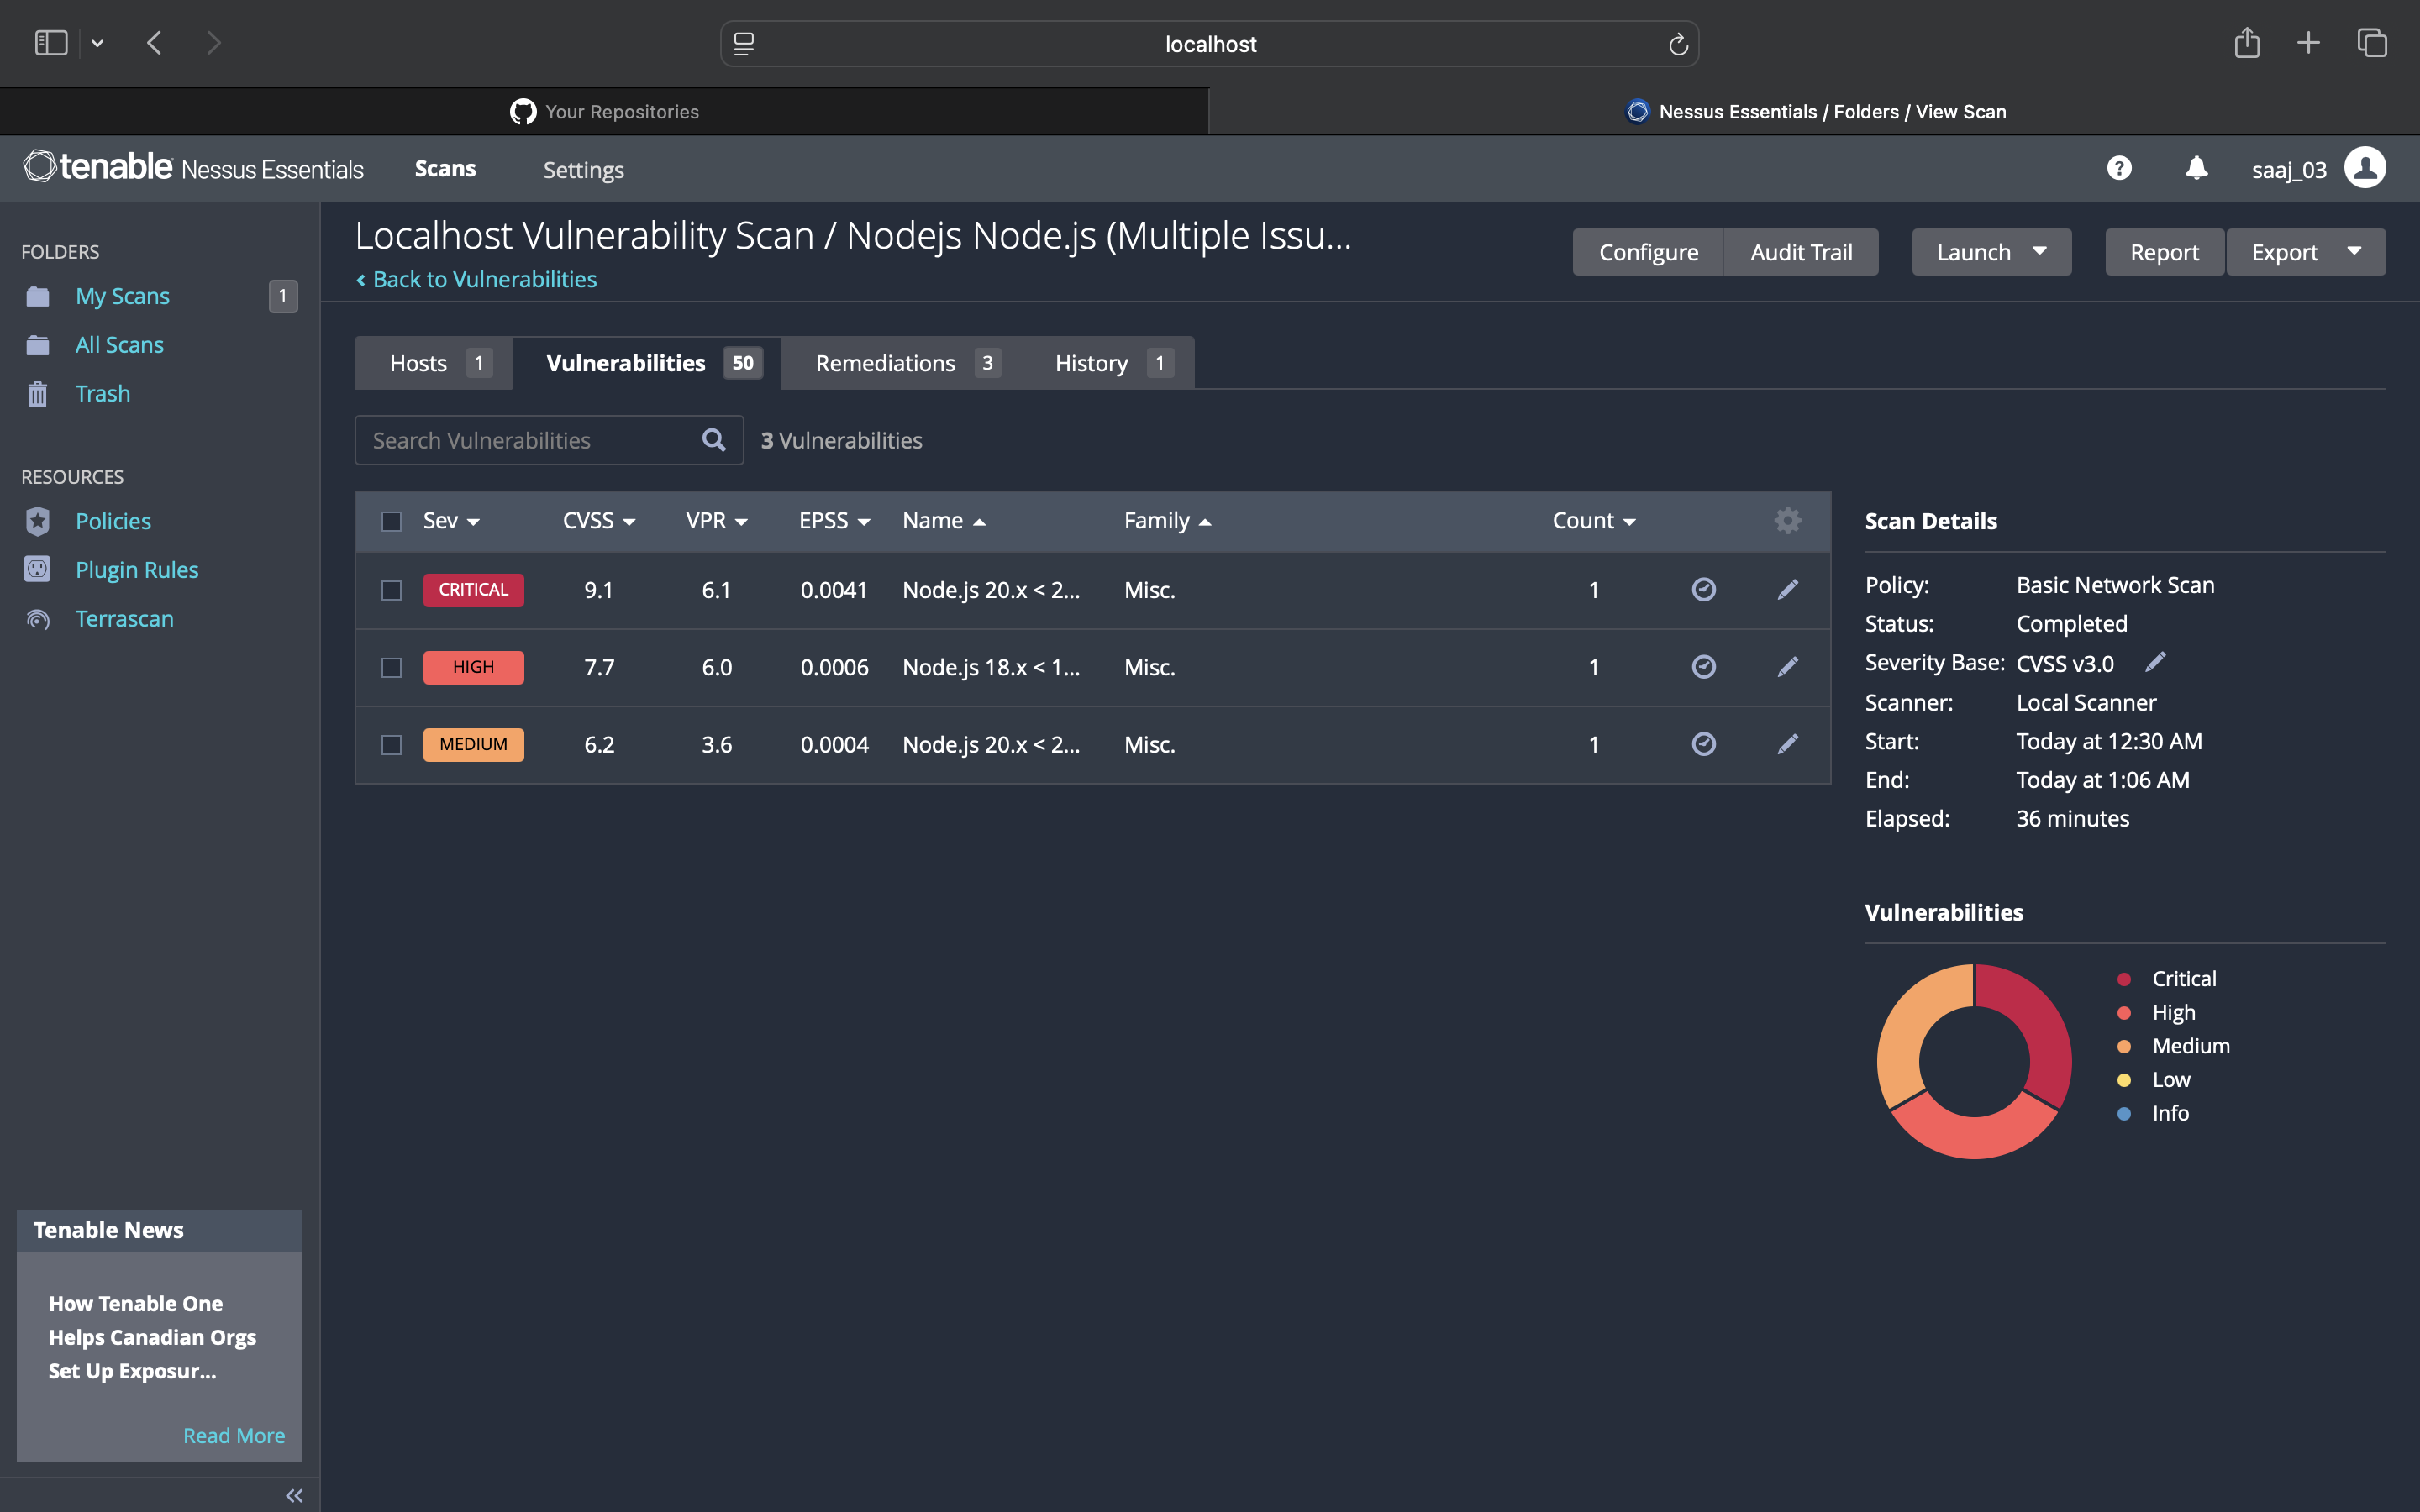 localhost
Your Repositories
Nessus Essentials / Folders / View Scan
tenable Nessus Essentials
Scans
Settings
saaj_03
FOLDERS
My Scans 1
All Scans
Trash
RESOURCES
Policies
Plugin Rules
Terrascan
Tenable News
How Tenable One
Helps Canadian Orgs
Set Up Exposur...
Read More
Localhost Vulnerability Scan / Nodejs Node.js (Multiple Issu...
Back to Vulnerabilities
Configure Audit Trail Launch Report Export
Hosts 1 Vulnerabilities 50 Remediations 3 History 1
Search Vulnerabilities 3 Vulnerabilities
Sev CVSS VPR EPSS Name Family Count
CRITICAL 9.1 6.1 0.0041 Node.js 20.x < 2... Misc. 1
HIGH 7.7 6.0 0.0006 Node.js 18.x < 1... Misc. 1
MEDIUM 6.2 3.6 0.0004 Node.js 20.x < 2... Misc. 1
Scan Details
Policy: Basic Network Scan
Status: Completed
Severity Base: CVSS v3.0
Scanner: Local Scanner
Start: Today at 12:30 AM
End: Today at 1:06 AM
Elapsed: 36 minutes
Vulnerabilities
Critical
High
Medium
Low
Info